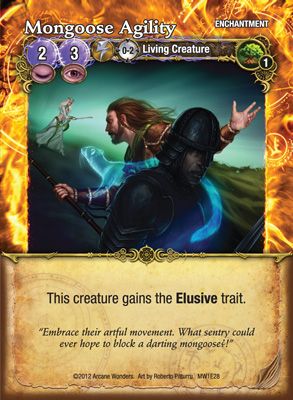 Mongoose Agility
ENCHANTMENT
2 3 0-2 Living Creature
1
This creature gains the Elusive trait.
"Embrace their artful movement. What sentry could
ever hope to block a darting mongoose?!"
©2012 Arcane Wonders. Art by Roberto Pitturru. MW1E28